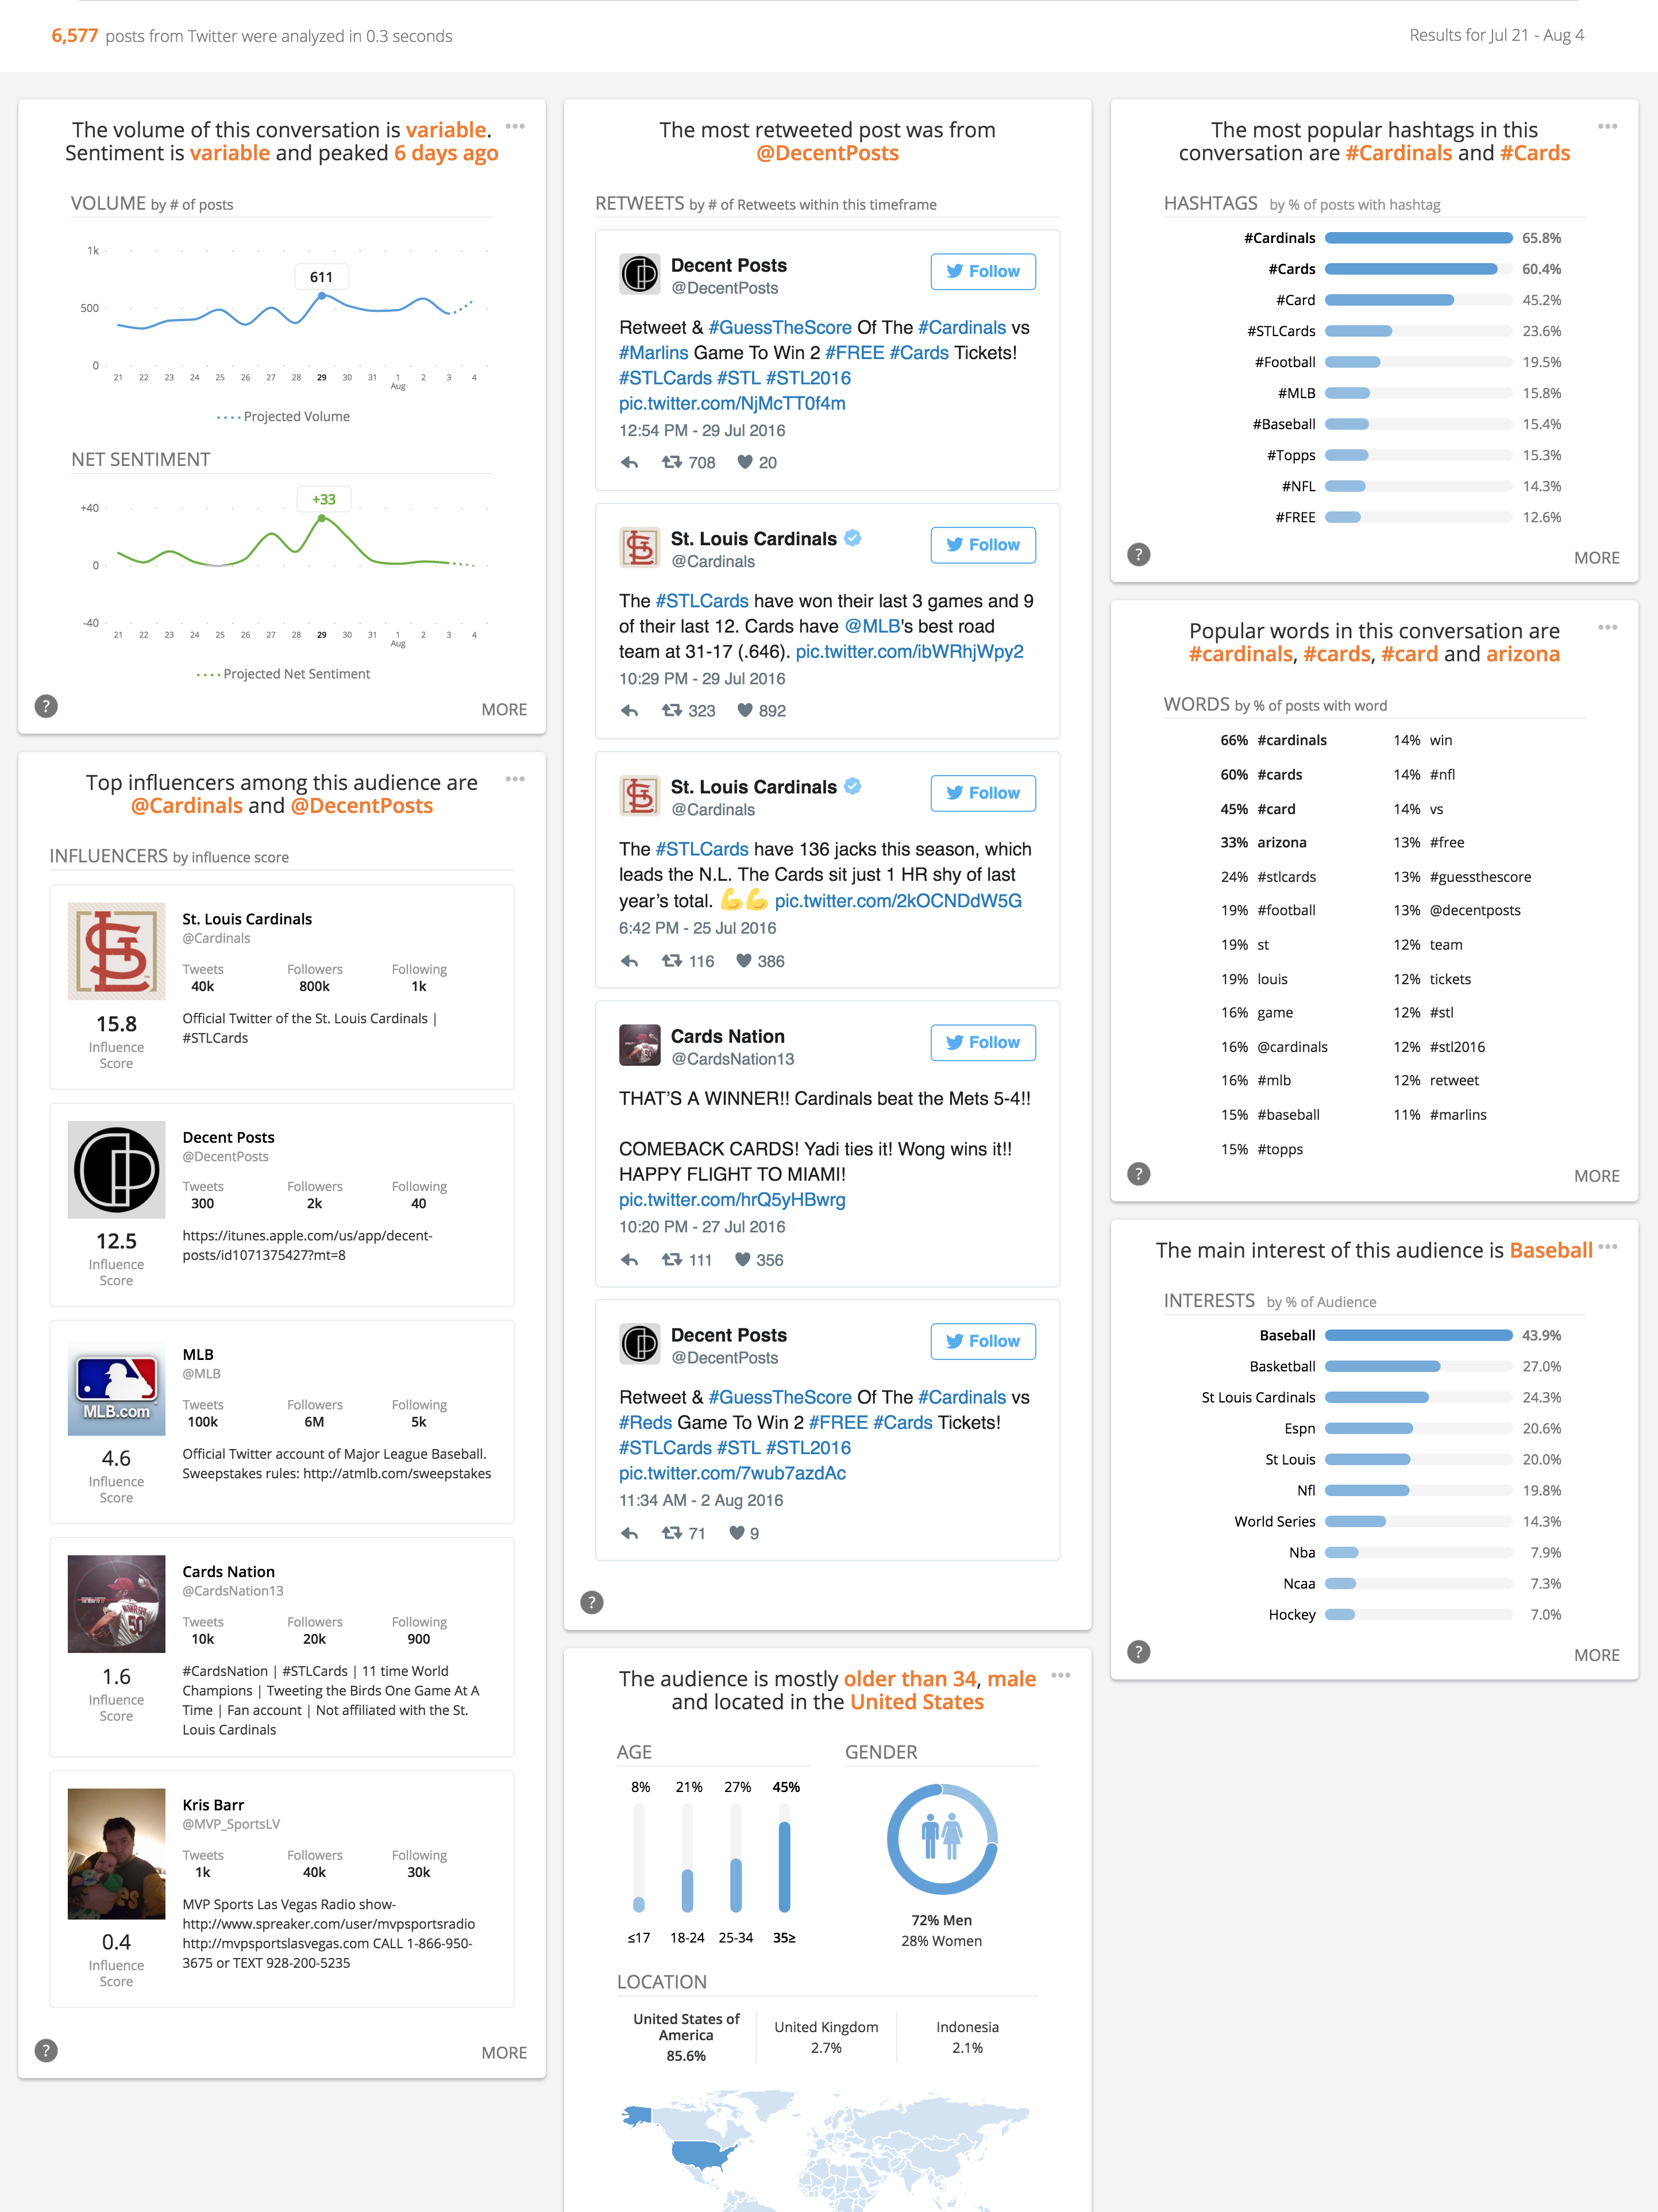 6,577 posts from Twitter were analyzed in 0.3 seconds
Results for Jul 21 - Aug 4
The volume of this conversation is variable.
Sentiment is variable and peaked 6 days ago
VOLUME by # of posts
1k
611
500
0
21 22 23 24 25 26 27 28 29 30 31 1 2 3 4
Aug
Projected Volume
NET SENTIMENT
+33
+40
0
-40
21 22 23 24 25 26 27 28 29 30 31 1 2 3 4
Aug
Projected Net Sentiment
?
MORE
Top influencers among this audience are
@Cardinals and @DecentPosts
INFLUENCERS by influence score
St. Louis Cardinals
@Cardinals
Tweets Followers Following
40k 800k 1k
15.8
Influence
Score
Official Twitter of the St. Louis Cardinals |
#STLCards
Decent Posts
@DecentPosts
Tweets Followers Following
300 2k 40
12.5
Influence
Score
https://itunes.apple.com/us/app/decent-
posts/id1071375427?mt=8
MLB
@MLB
MLB.com
Tweets Followers Following
100k 6M 5k
4.6
Influence
Score
Official Twitter account of Major League Baseball.
Sweepstakes rules: http://atmlb.com/sweepstakes
Cards Nation
@CardsNation13
Tweets Followers Following
10k 20k 900
1.6
Influence
Score
#CardsNation | #STLCards | 11 time World
Champions | Tweeting the Birds One Game At A
Time | Fan account | Not affiliated with the St.
Louis Cardinals
Kris Barr
@MVP_SportsLV
Tweets Followers Following
1k 40k 30k
0.4
Influence
Score
MVP Sports Las Vegas Radio show-
http://www.spreaker.com/user/mvpsportsradio
http://mvpsportslasvegas.com CALL 1-866-950-
3675 or TEXT 928-200-5235
?
MORE
The most retweeted post was from
@DecentPosts
RETWEETS by # of Retweets within this timeframe
Decent Posts
@DecentPosts
Follow
Retweet & #GuessTheScore Of The #Cardinals vs
#Marlins Game To Win 2 #FREE #Cards Tickets!
#STLCards #STL #STL2016
pic.twitter.com/NjMcTT0f4m
12:54 PM - 29 Jul 2016
708 20
St. Louis Cardinals
@Cardinals
Follow
The #STLCards have won their last 3 games and 9
of their last 12. Cards have @MLB's best road
team at 31-17 (.646). pic.twitter.com/ibWRhjWpy2
10:29 PM - 29 Jul 2016
323 892
St. Louis Cardinals
@Cardinals
Follow
The #STLCards have 136 jacks this season, which
leads the N.L. The Cards sit just 1 HR shy of last
year's total. 💪💪 pic.twitter.com/2kOCNDdW5G
6:42 PM - 25 Jul 2016
116 386
Cards Nation
@CardsNation13
Follow
THAT'S A WINNER!! Cardinals beat the Mets 5-4!!
COMEBACK CARDS! Yadi ties it! Wong wins it!!
HAPPY FLIGHT TO MIAMI!
pic.twitter.com/hrQ5yHBwrg
10:20 PM - 27 Jul 2016
111 356
Decent Posts
@DecentPosts
Follow
Retweet & #GuessTheScore Of The #Cardinals vs
#Reds Game To Win 2 #FREE #Cards Tickets!
#STLCards #STL #STL2016
pic.twitter.com/7wub7azdAc
11:34 AM - 2 Aug 2016
71 9
?
The audience is mostly older than 34, male
and located in the United States
AGE
8% 21% 27% 45%
≤17 18-24 25-34 35≥
GENDER
72% Men
28% Women
LOCATION
United States of
America
85.6%
United Kingdom
2.7%
Indonesia
2.1%
The most popular hashtags in this
conversation are #Cardinals and #Cards
HASHTAGS by % of posts with hashtag
#Cardinals 65.8%
#Cards 60.4%
#Card 45.2%
#STLCards 23.6%
#Football 19.5%
#MLB 15.8%
#Baseball 15.4%
#Topps 15.3%
#NFL 14.3%
#FREE 12.6%
?
MORE
Popular words in this conversation are
#cardinals, #cards, #card and arizona
WORDS by % of posts with word
66% #cardinals 14% win
60% #cards 14% #nfl
45% #card 14% vs
33% arizona 13% #free
24% #stlcards 13% #guessthescore
19% #football 13% @decentposts
19% st 12% team
19% louis 12% tickets
16% game 12% #stl
16% @cardinals 12% #stl2016
16% #mlb 12% retweet
15% #baseball 11% #marlins
15% #topps
?
MORE
The main interest of this audience is Baseball
INTERESTS by % of Audience
Baseball 43.9%
Basketball 27.0%
St Louis Cardinals 24.3%
Espn 20.6%
St Louis 20.0%
Nfl 19.8%
World Series 14.3%
Nba 7.9%
Ncaa 7.3%
Hockey 7.0%
?
MORE